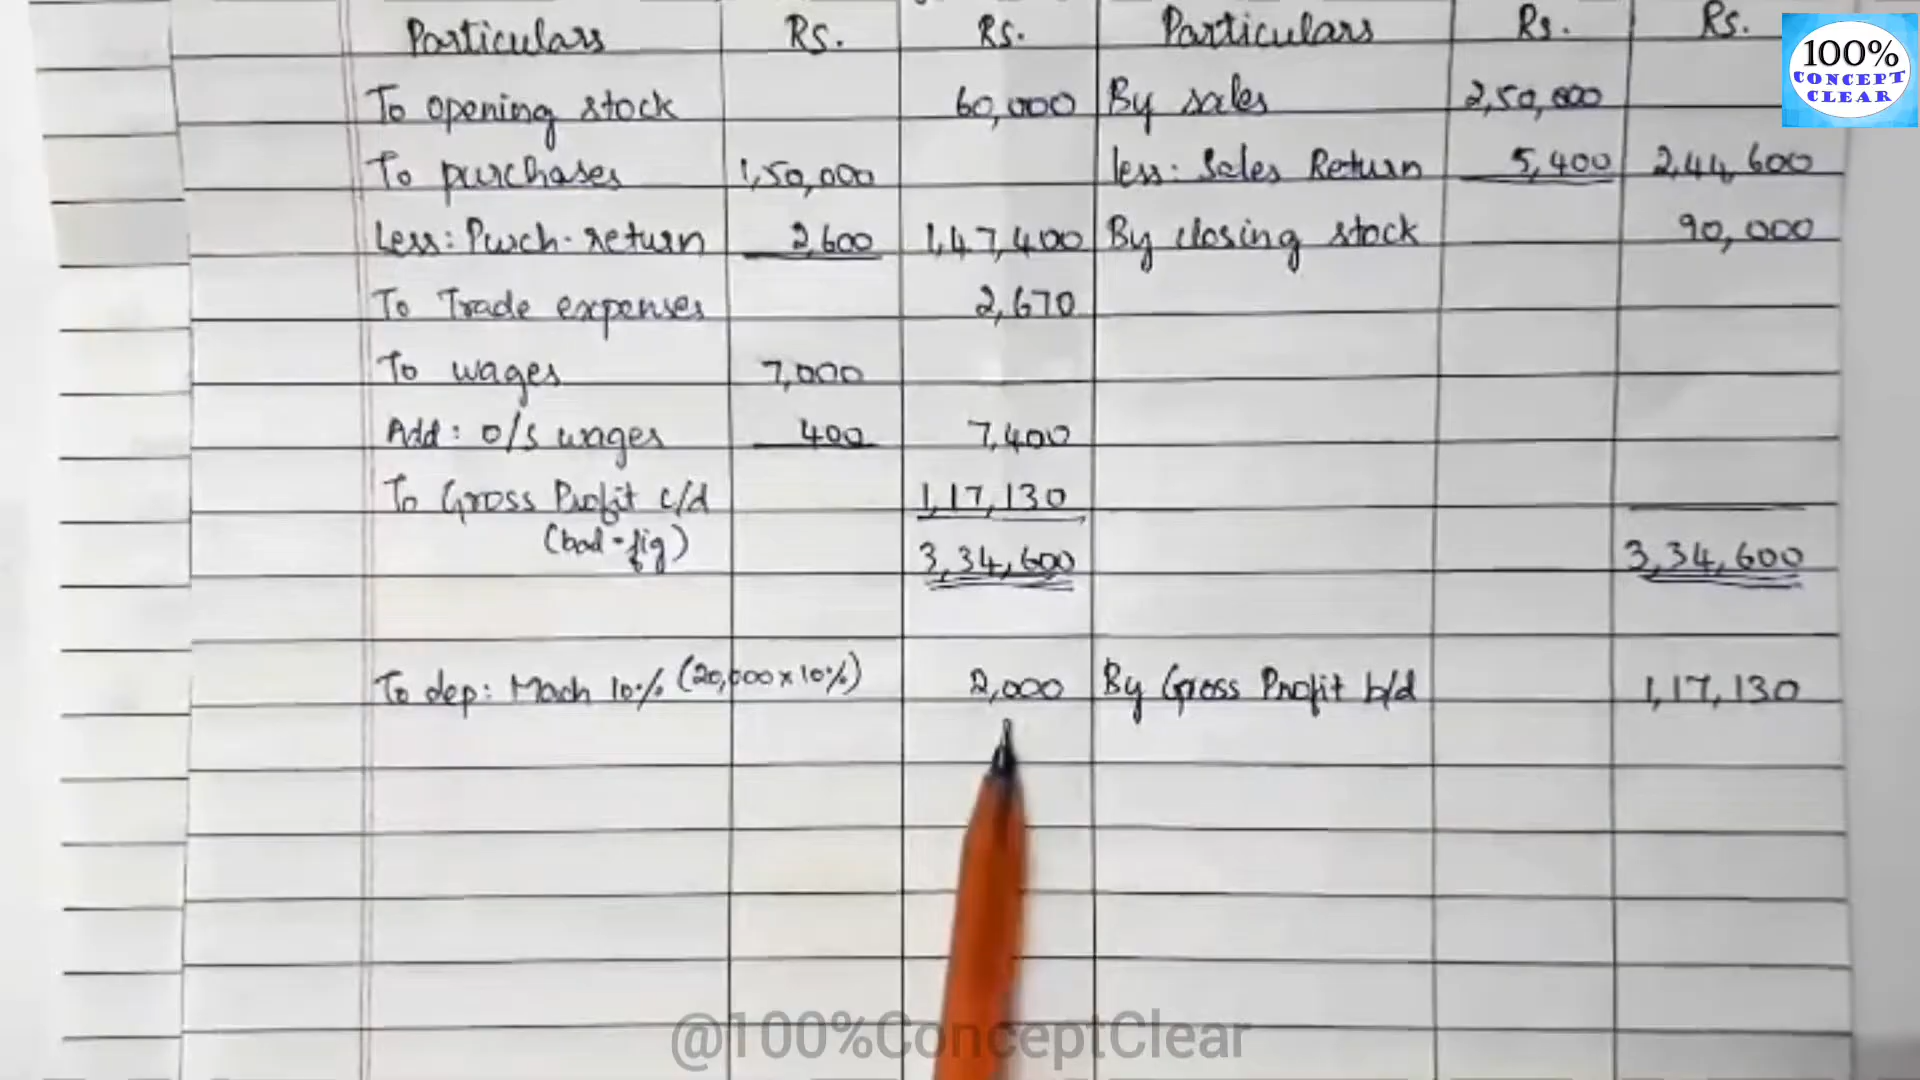 Particulars Rs. Rs. Particulars Rs. Rs.
To opening stock 60,000 By sales 2,50,000
To purchases 1,50,000 less: Sales Return 5,400 2,44,600
Less: Purch. return 2,600 1,47,400 By closing stock 90,000
To Trade expenses 2,670
To wages 7,000
Add: o/s wages 400 7,400
To Gross Profit c/d 1,17,130
(bal-fig) 3,34,600 3,34,600
To dep: Mach 10% (20,000x10%) 2,000 By Gross Profit b/d 1,17,130
100%
CONCEPT
CLEAR
@100%ConceptClear